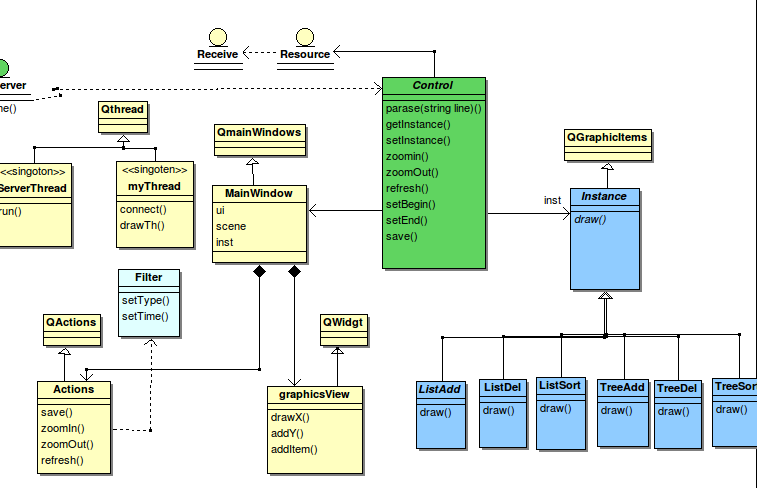 Receive
Resource
erver
ne()
Control
parase(string line)()
getInstance()
setInstance()
zoomin()
zoomOut()
refresh()
setBegin()
setEnd()
save()
Qthread
<<singoton>>
ServerThread
run()
<<singoton>>
myThread
connect()
drawTh()
QmainWindows
MainWindow
ui
scene
inst
QGraphicItems
inst
Instance
draw()
Filter
setType()
setTime()
QActions
Actions
save()
zoomIn()
zoomOut()
refresh()
QWidgt
graphicsView
drawX()
addY()
addItem()
ListAdd
draw()
ListDel
draw()
ListSort
draw()
TreeAdd
draw()
TreeDel
draw()
TreeSort
draw()